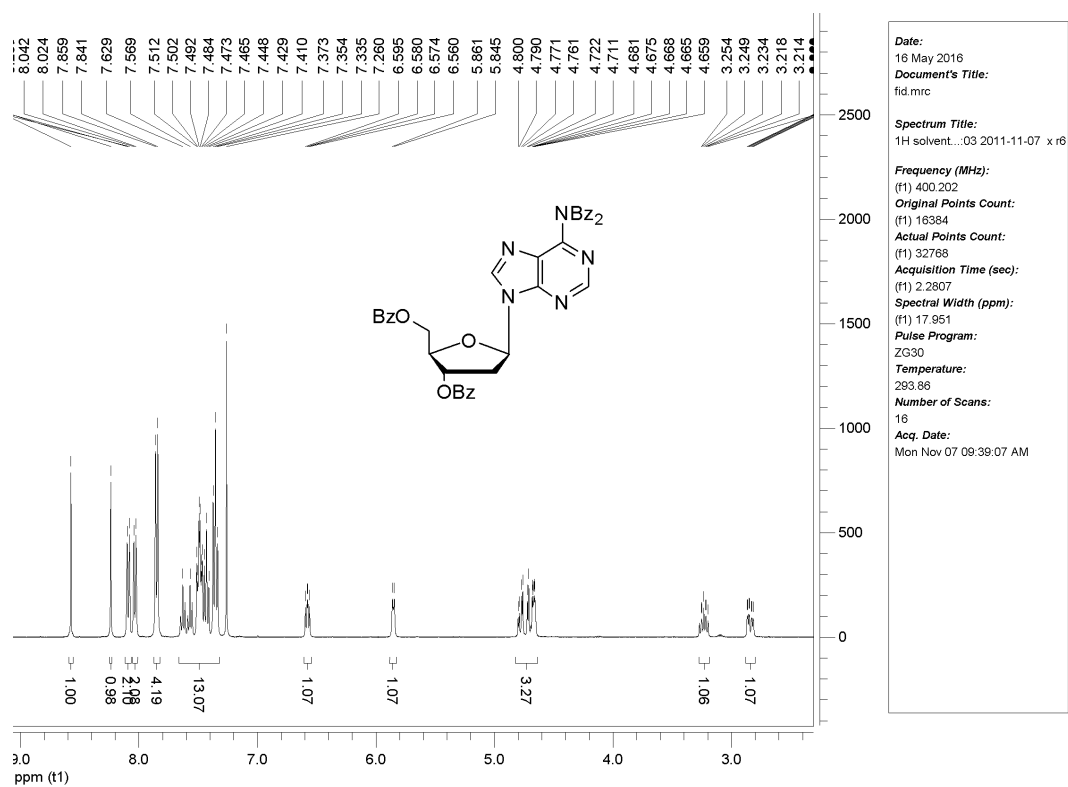 8.042
8.024
7.859
7.841
7.629
7.569
7.512
7.502
7.492
7.484
7.473
7.465
7.448
7.429
7.410
7.373
7.354
7.335
7.260
6.595
6.580
6.574
6.560
5.861
5.845
4.800
4.790
4.771
4.761
4.722
4.711
4.681
4.675
4.668
4.665
4.659
3.254
3.249
3.234
3.218
3.214
2500
2000
1500
1000
500
0
NBz2
N
N
N
N
BzO
O
OBz
1.00
0.98
2.08
4.19
13.07
1.07
1.07
3.27
1.06
1.07
9.0 8.0 7.0 6.0 5.0 4.0 3.0
ppm (t1)
Date:
16 May 2016
Document's Title:
fid.mrc
Spectrum Title:
1H solvent...:03 2011-11-07 x r6
Frequency (MHz):
(f1) 400.202
Original Points Count:
(f1) 16384
Actual Points Count:
(f1) 32768
Acquisition Time (sec):
(f1) 2.2807
Spectral Width (ppm):
(f1) 17.951
Pulse Program:
ZG30
Temperature:
293.86
Number of Scans:
16
Acq. Date:
Mon Nov 07 09:39:07 AM